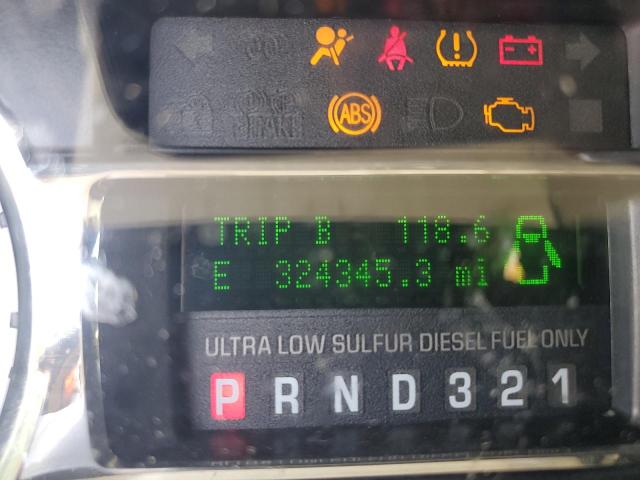 ABS
TRIP B 118.6
E 324345.3 mi
ULTRA LOW SULFUR DIESEL FUEL ONLY
P R N D 3 2 1